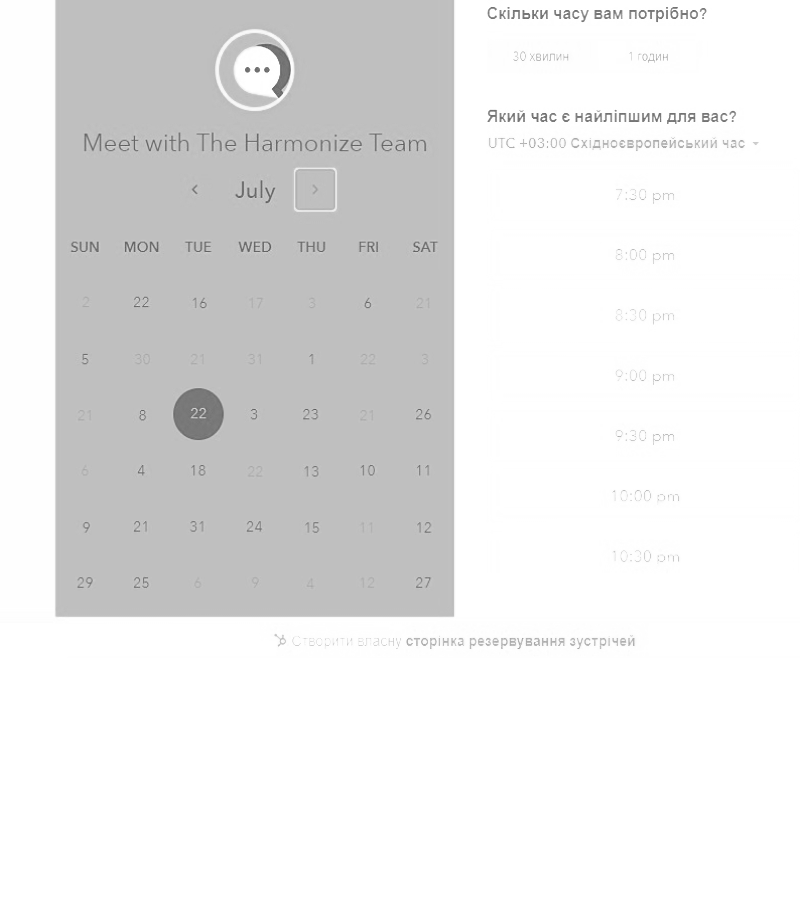 Meet with The Harmonize Team
July
SUN MON TUE WED THU FRI SAT
2 22 16 17 3 6 21
5 30 21 31 1 22 3
21 8 22 3 23 21 26
6 4 18 22 13 10 11
9 21 31 24 15 11 12
29 25 6 9 4 12 27
Скільки часу вам потрібно?
30 хвилин 1 годин
Який час є найліпшим для вас?
UTC +03:00 Східноєвропейський час
7:30 pm
8:00 pm
8:30 pm
9:00 pm
9:30 pm
10:00 pm
10:30 pm
Створити власну сторінка резервування зустрічей